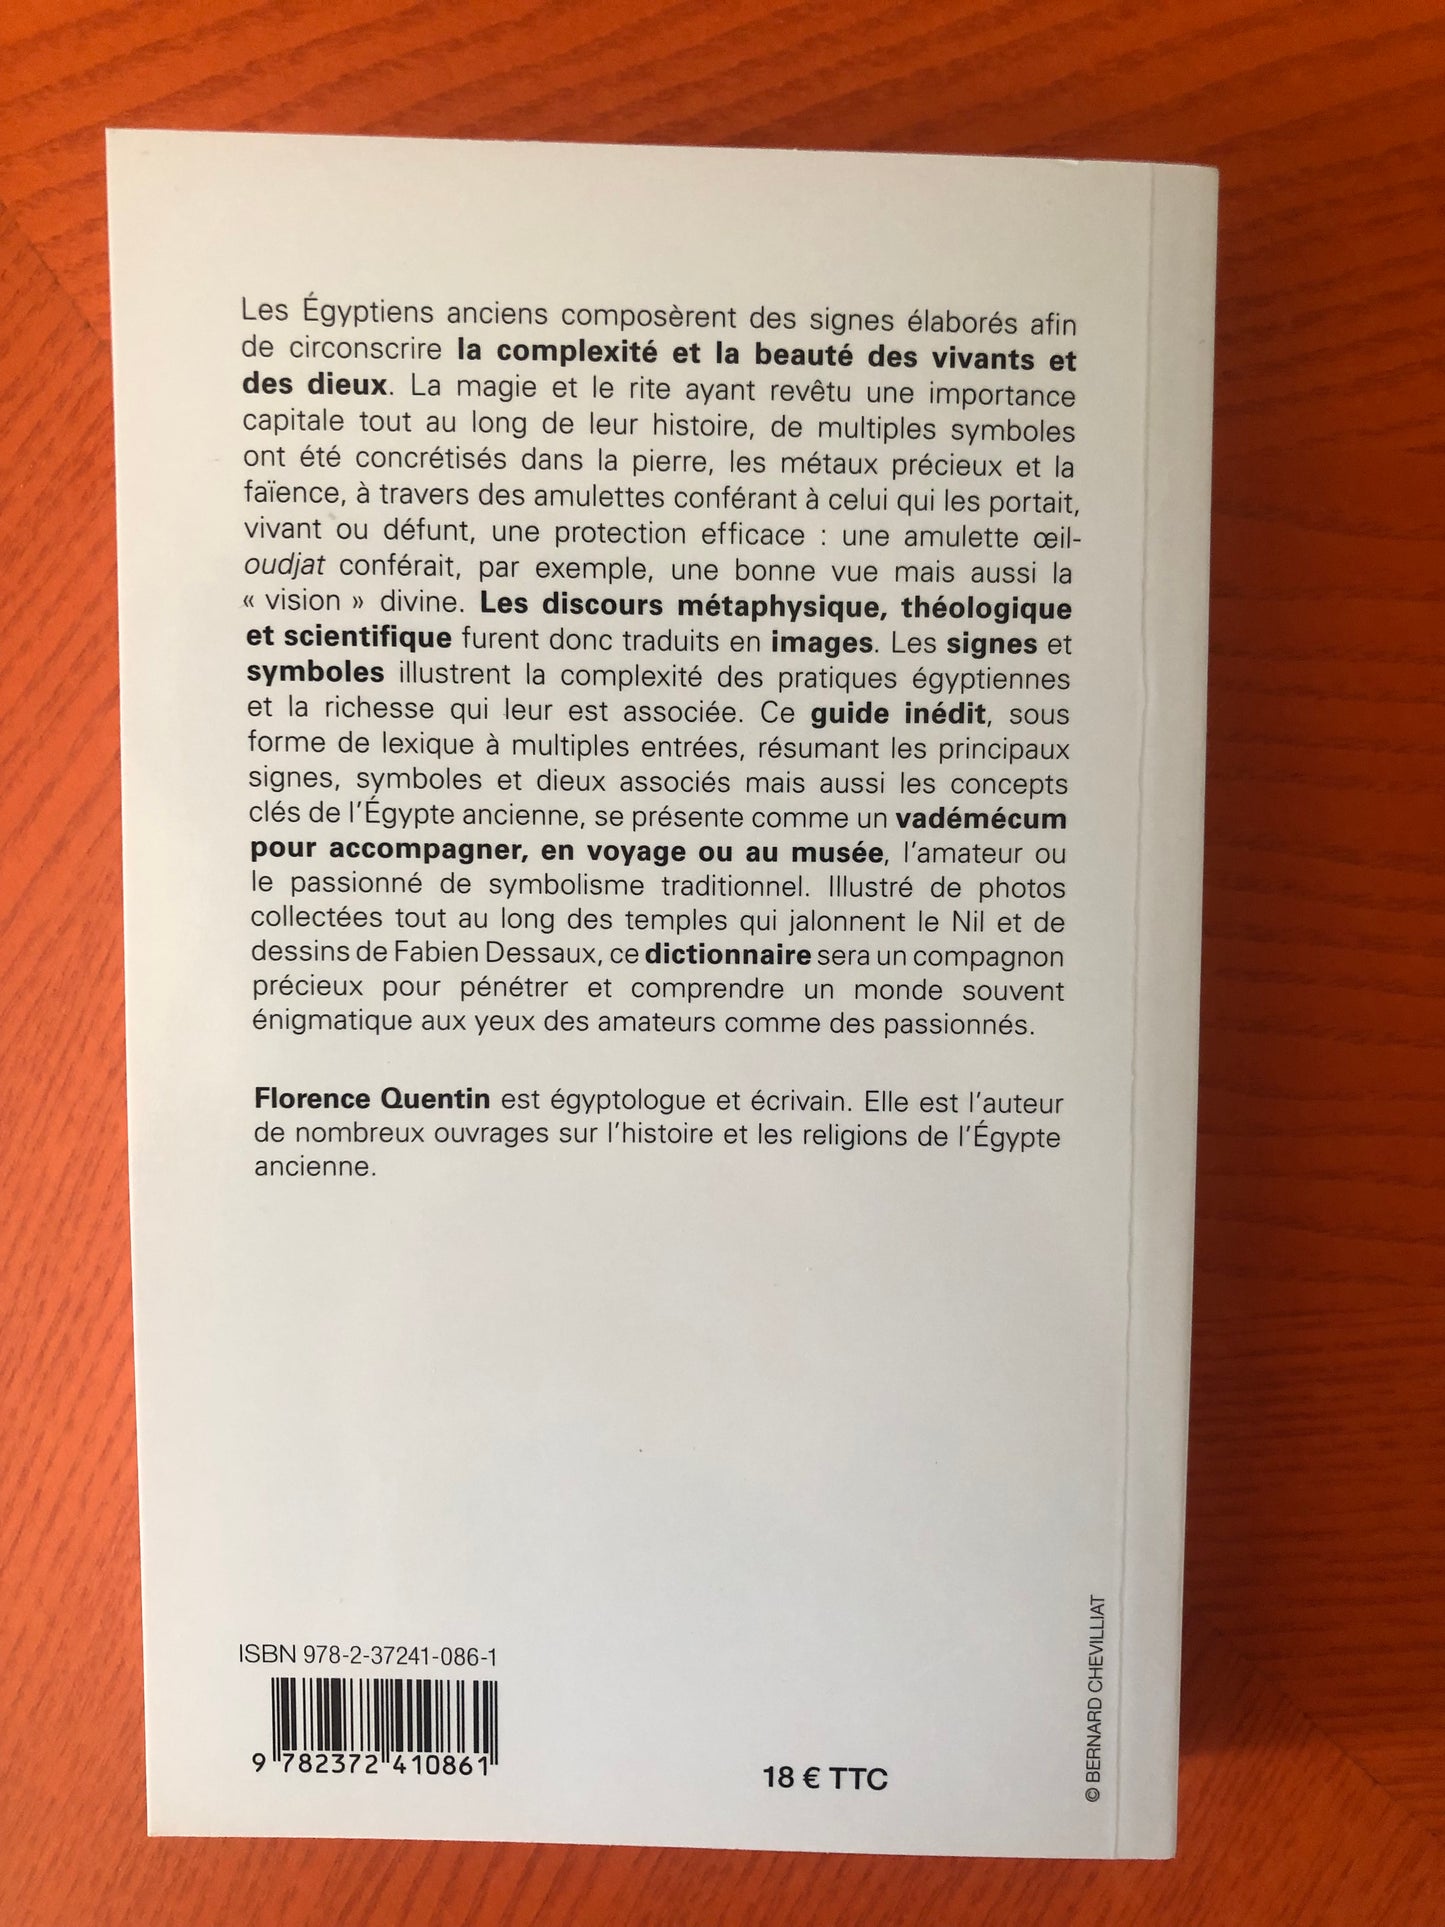 Les Égyptiens anciens composèrent des signes élaborés afin
de circonscrire la complexité et la beauté des vivants et
des dieux. La magie et le rite ayant revêtu une importance
capitale tout au long de leur histoire, de multiples symboles
ont été concrétisés dans la pierre, les métaux précieux et la
faïence, à travers des amulettes conférant à celui qui les portait,
vivant ou défunt, une protection efficace : une amulette œil-
oudjat conférait, par exemple, une bonne vue mais aussi la
« vision » divine. Les discours métaphysique, théologique
et scientifique furent donc traduits en images. Les signes et
symboles illustrent la complexité des pratiques égyptiennes
et la richesse qui leur est associée. Ce guide inédit, sous
forme de lexique à multiples entrées, résumant les principaux
signes, symboles et dieux associés mais aussi les concepts
clés de l'Égypte ancienne, se présente comme un vadémécum
pour accompagner, en voyage ou au musée, l'amateur ou
le passionné de symbolisme traditionnel. Illustré de photos
collectées tout au long des temples qui jalonnent le Nil et de
dessins de Fabien Dessaux, ce dictionnaire sera un compagnon
précieux pour pénétrer et comprendre un monde souvent
énigmatique aux yeux des amateurs comme des passionnés.
Florence Quentin est égyptologue et écrivain. Elle est l'auteur
de nombreux ouvrages sur l'histoire et les religions de l'Égypte
ancienne.
ISBN 978-2-37241-086-1
9 782372 410861
18 € TTC
© BERNARD CHEVILLIAT